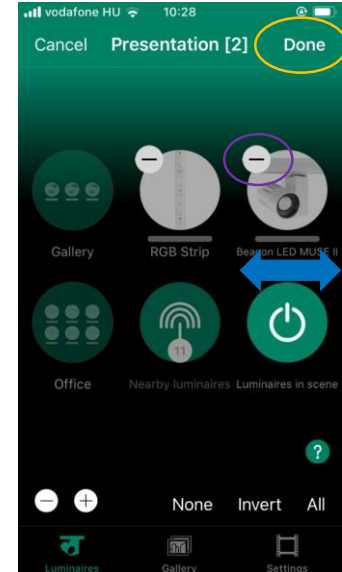 vodafone HU 10:28
Cancel Presentation [2] Done
Gallery RGB Strip Beacon LED MUSE II
11
Office Nearby luminaires Luminaires in scene
?
None Invert All
Luminaires Gallery Settings